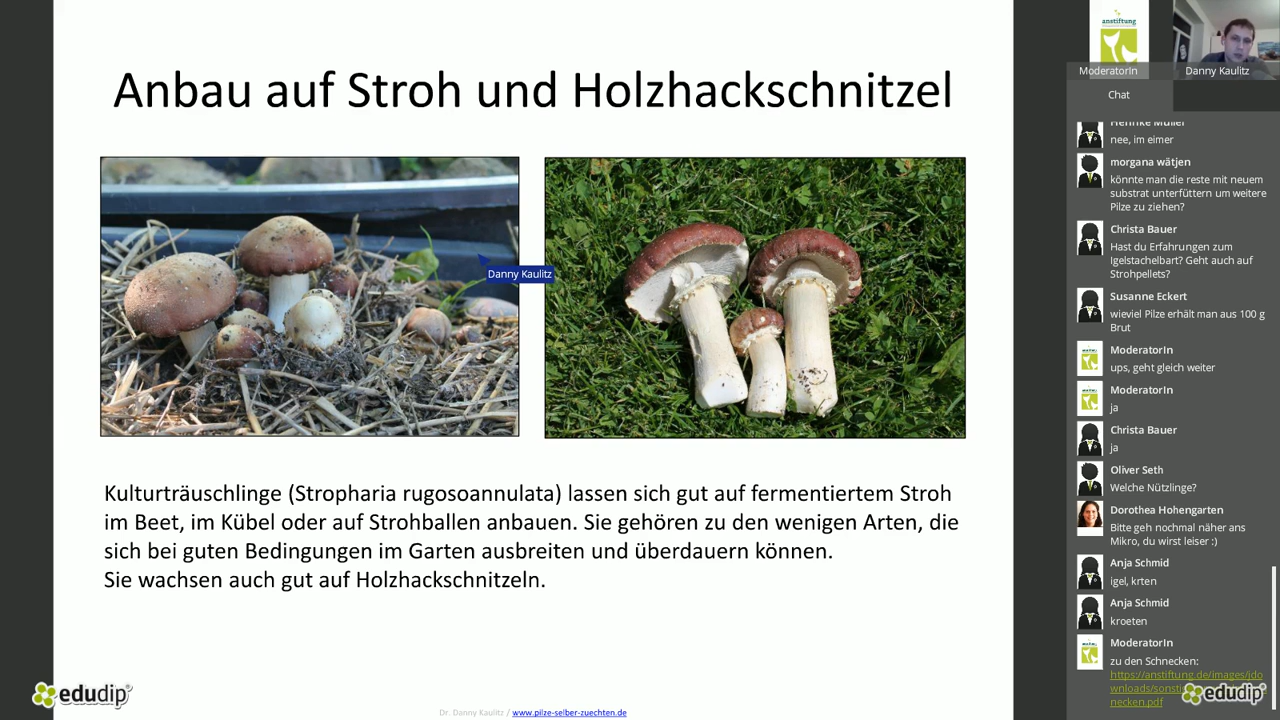 Anbau auf Stroh und Holzhackschnitzel
Danny Kaulitz
Kulturträuschlinge (Stropharia rugosoannulata) lassen sich gut auf fermentiertem Stroh
im Beet, im Kübel oder auf Strohballen anbauen. Sie gehören zu den wenigen Arten, die
sich bei guten Bedingungen im Garten ausbreiten und überdauern können.
Sie wachsen auch gut auf Holzhackschnitzeln.
edudip
Dr. Danny Kaulitz / www.pilze-selber-zuechten.de
anstiftung
ModeratorIn
Danny Kaulitz
Chat
Henrike Müller
nee, im eimer
morgana wätjen
könnte man die reste mit neuem
substrat unterfüttern um weitere
Pilze zu ziehen?
Christa Bauer
Hast du Erfahrungen zum
Igelstachelbart? Geht auch auf
Strohpellets?
Susanne Eckert
wieviel Pilze erhält man aus 100 g
Brut
ModeratorIn
ups, geht gleich weiter
ModeratorIn
ja
Christa Bauer
ja
Oliver Seth
Welche Nützlinge?
Dorothea Hohengarten
Bitte geh nochmal näher ans
Mikro, du wirst leiser :)
Anja Schmid
igel, krten
Anja Schmid
kroeten
ModeratorIn
zu den Schnecken:
https://anstiftung.de/images/jdo
wnloads/sonsti
necken.pdf
edudip